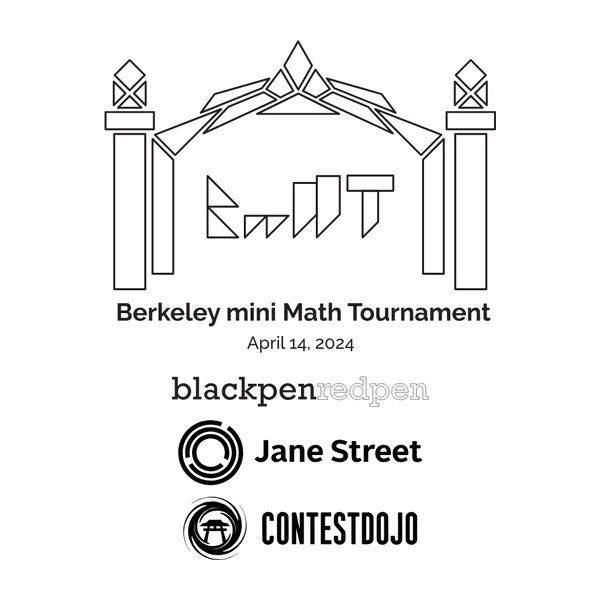 BmMT
Berkeley mini Math Tournament
April 14, 2024
blackpenredpen
Jane Street
CONTESTDOJO